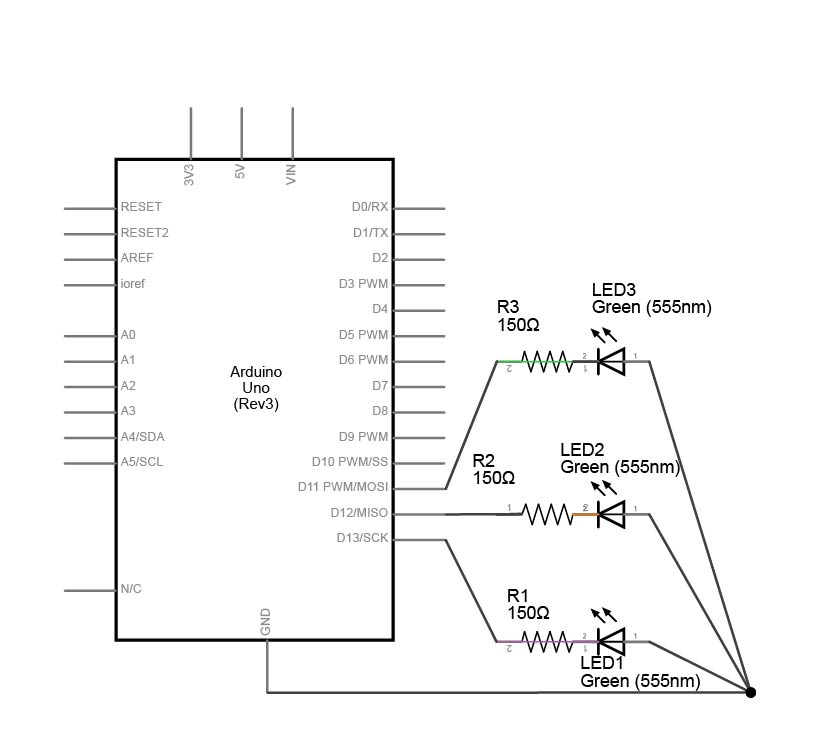 3V3
5V
VIN
RESET
RESET2
AREF
ioref
A0
A1
A2
A3
A4/SDA
A5/SCL
N/C
Arduino
Uno
(Rev3)
D0/RX
D1/TX
D2
D3 PWM
D4
D5 PWM
D6 PWM
D7
D8
D9 PWM
D10 PWM/SS
D11 PWM/MOSI
D12/MISO
D13/SCK
GND
R3
150Ω
2
1
LED3
Green (555nm)
2
1
R2
150Ω
1
LED2
Green (555nm)
1
R1
150Ω
2
1
2
1
LED1
Green (555nm)